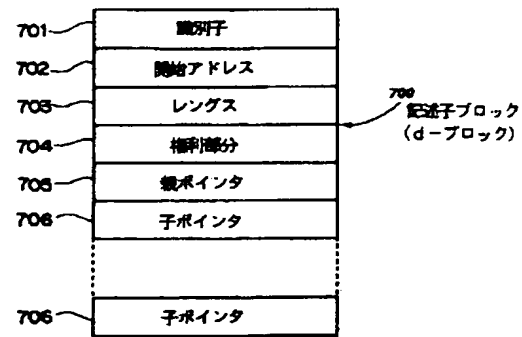 701 識別子
702 開始アドレス
703 レングス
700
記述子ブロック
(d-ブロック)
704 権利部分
705 親ポインタ
706 子ポインタ
706 子ポインタ